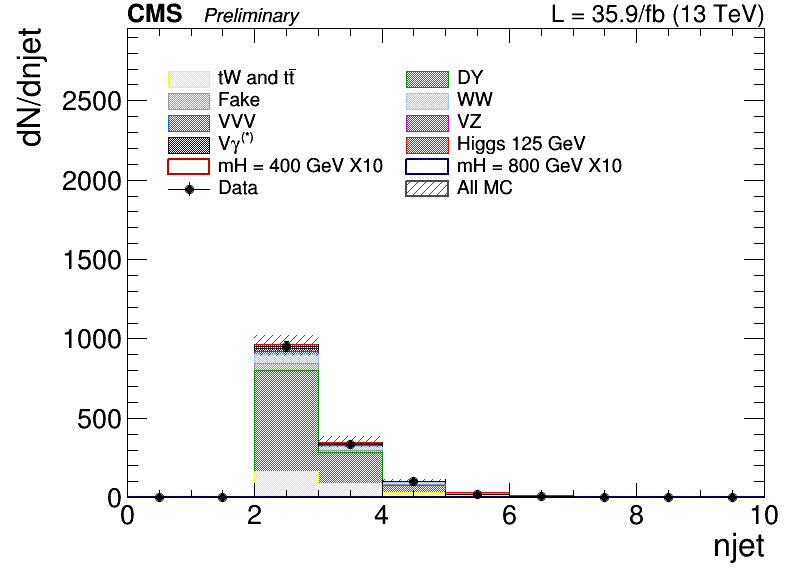 CMS Preliminary L = 35.9/fb (13 TeV)
dN/dnjet
tW and tt̄ DY
Fake WW
VVV VZ
Vγ(*) Higgs 125 GeV
mH = 400 GeV X10 mH = 800 GeV X10
Data All MC
2500
2000
1500
1000
500
0
0 2 4 6 8 10
njet